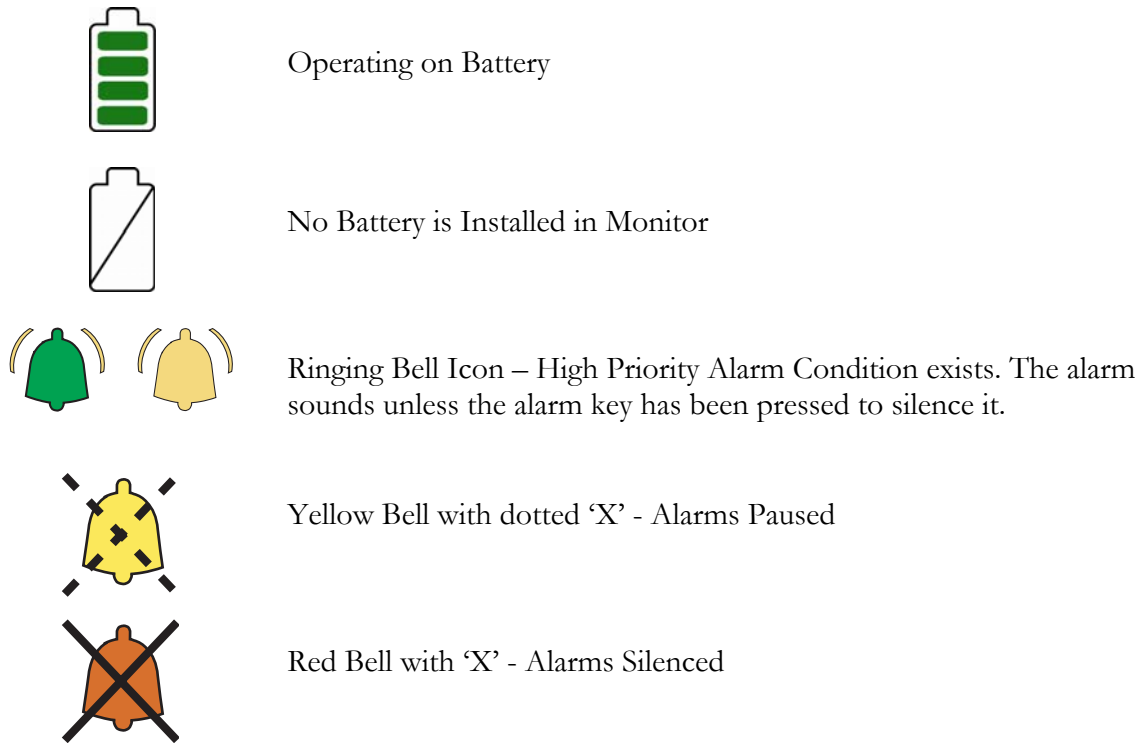 Operating on Battery
No Battery is Installed in Monitor
Ringing Bell Icon – High Priority Alarm Condition exists. The alarm
sounds unless the alarm key has been pressed to silence it.
Yellow Bell with dotted ‘X’ - Alarms Paused
Red Bell with ‘X’ - Alarms Silenced